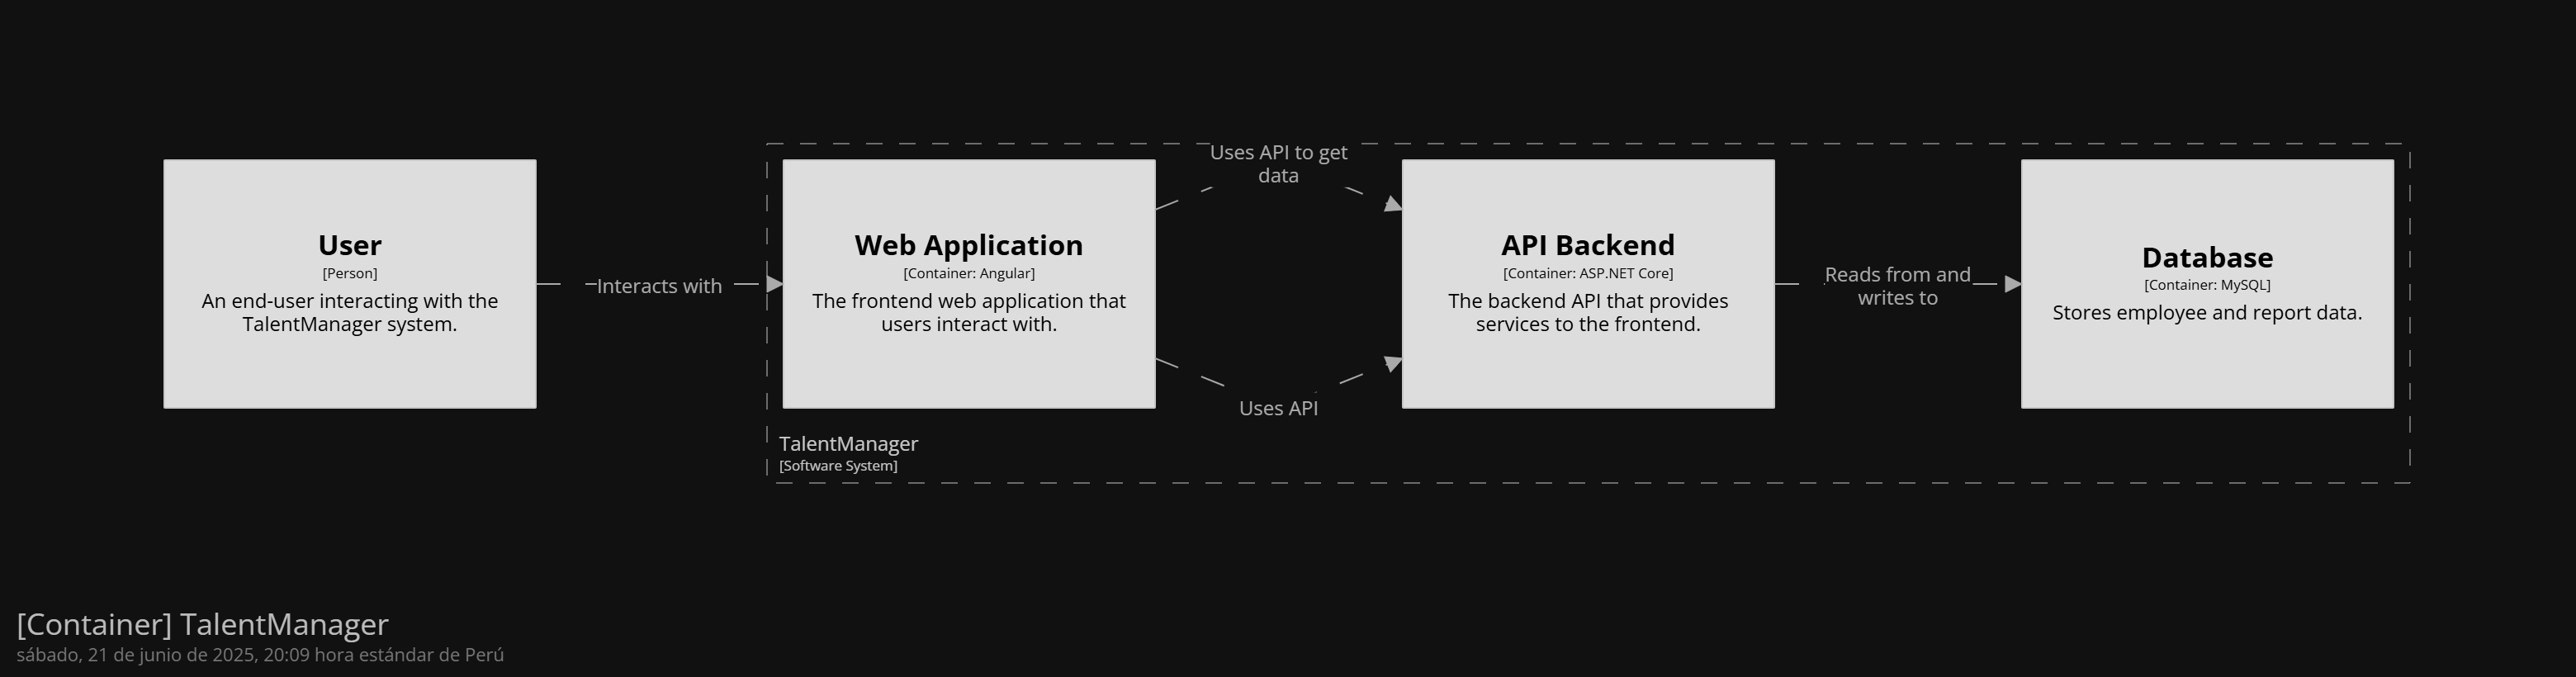 User
[Person]
An end-user interacting with the
TalentManager system.
Interacts with
Web Application
[Container: Angular]
The frontend web application that
users interact with.
Uses API to get
data
Uses API
API Backend
[Container: ASP.NET Core]
The backend API that provides
services to the frontend.
Reads from and
writes to
Database
[Container: MySQL]
Stores employee and report data.
TalentManager
[Software System]
[Container] TalentManager
sábado, 21 de junio de 2025, 20:09 hora estándar de Perú